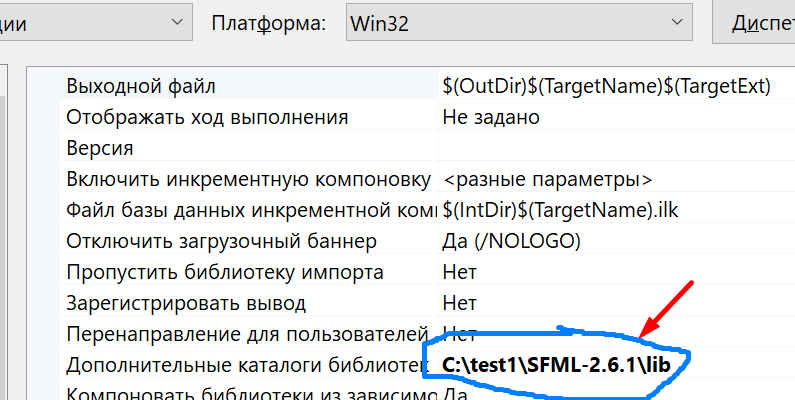 ции Платформа: Win32 Диспет
Выходной файл $(OutDir)$(TargetName)$(TargetExt)
Отображать ход выполнения Не задано
Версия
Включить инкрементную компоновку <разные параметры>
Файл базы данных инкрементной комп $(IntDir)$(TargetName).ilk
Отключить загрузочный баннер Да (/NOLOGO)
Пропустить библиотеку импорта Нет
Зарегистрировать вывод Нет
Перенаправление для пользователей Нет
Дополнительные каталоги библиотек C:\test1\SFML-2.6.1\lib
Компоновать библиотеки из зависимо Да